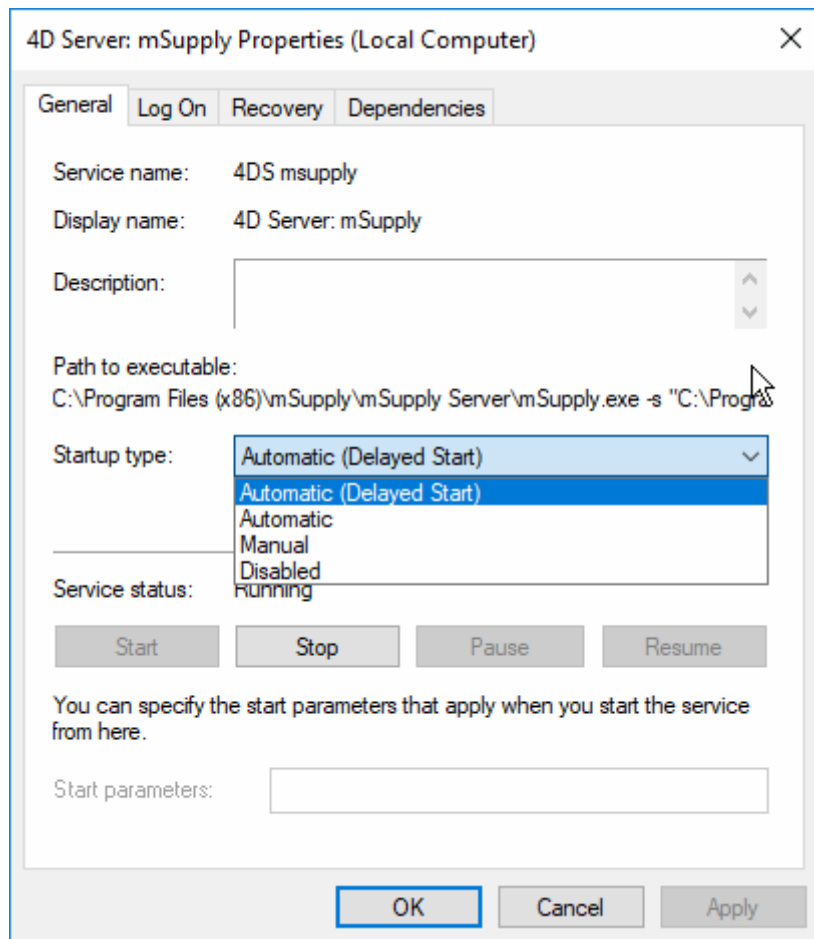 4D Server: mSupply Properties (Local Computer)
General Log On Recovery Dependencies
Service name: 4DS msupply
Display name: 4D Server: mSupply
Description:
Path to executable:
C:\Program Files (x86)\mSupply\mSupply Server\mSupply.exe -s "C:\Progra
Startup type: Automatic (Delayed Start)
Automatic (Delayed Start)
Automatic
Manual
Disabled
Service status: Running
Start Stop Pause Resume
You can specify the start parameters that apply when you start the service
from here.
Start parameters:
OK Cancel Apply